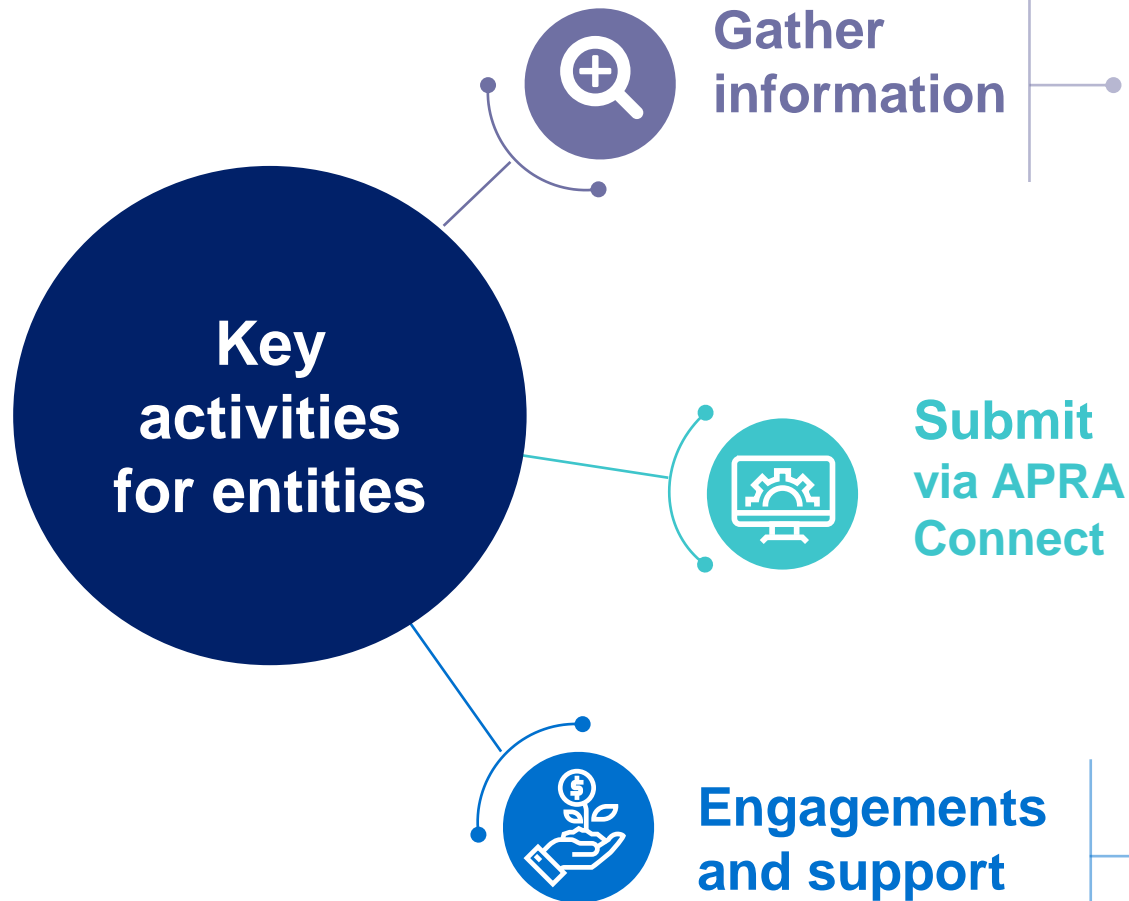 Gather
information
Key
activities
for entities
Submit
via APRA
Connect
$
Engagements
and support